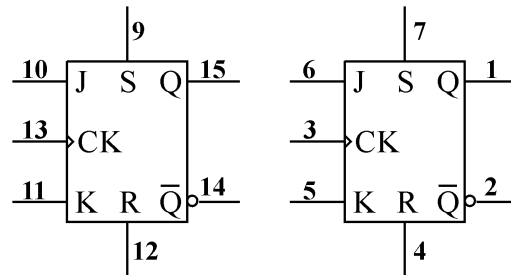 9 7
10 J S Q 15 6 J S Q 1
13 CK 3 CK
11 K R Q̅ 14 5 K R Q̅ 2
12 4